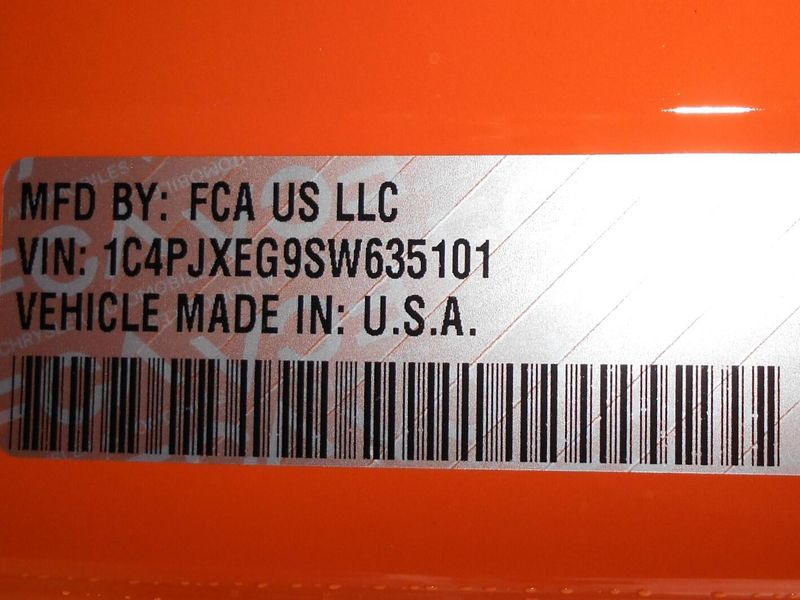 MFD BY: FCA US LLC
VIN: 1C4PJXEG9SW635101
VEHICLE MADE IN: U.S.A.